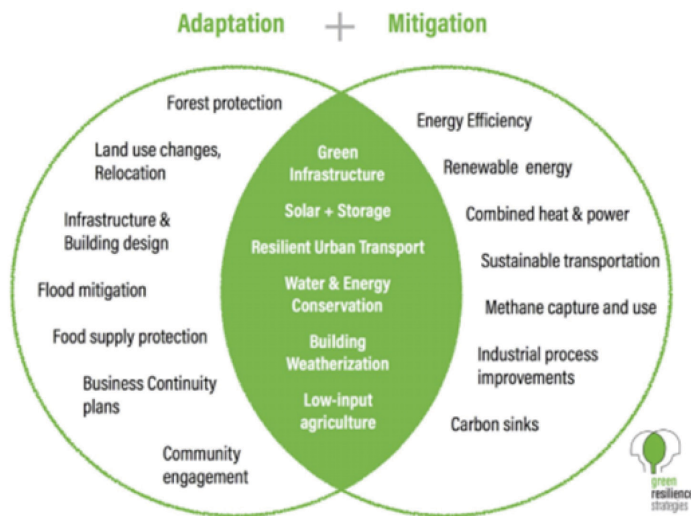 Adaptation + Mitigation
Forest protection
Land use changes,
Relocation
Infrastructure &
Building design
Flood mitigation
Food supply protection
Business Continuity
plans
Community
engagement
Green
Infrastructure
Solar + Storage
Resilient Urban Transport
Water & Energy
Conservation
Building
Weatherization
Low-input
agriculture
Energy Efficiency
Renewable energy
Combined heat & power
Sustainable transportation
Methane capture and use
Industrial process
improvements
Carbon sinks
green
resilience
strategies